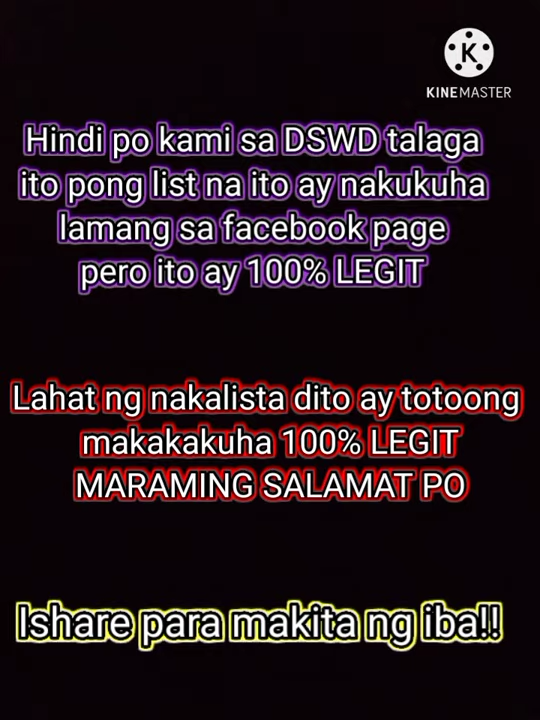 KINEMASTER
Hindi po kami sa DSWD talaga
ito pong list na ito ay nakukuha
lamang sa facebook page
pero ito ay 100% LEGIT
Lahat ng nakalista dito ay totoong
makakakuha 100% LEGIT
MARAMING SALAMAT PO
Ishare para makita ng iba!!